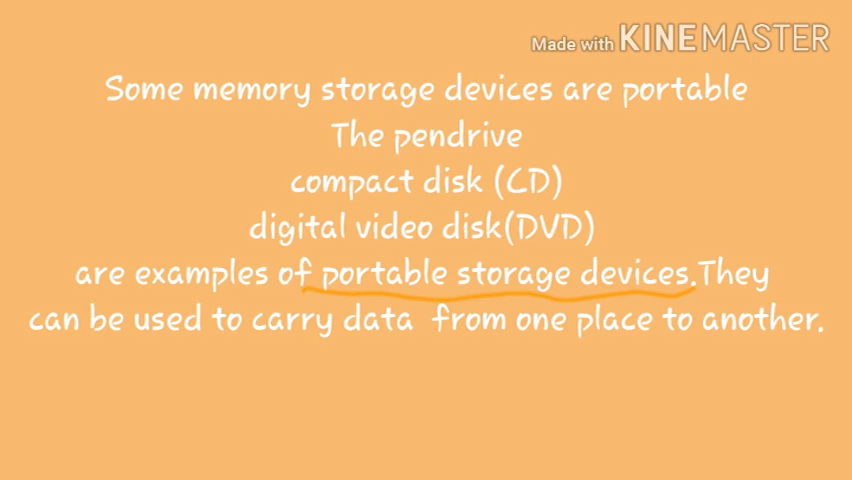 Made with KINEMASTER
Some memory storage devices are portable
The pendrive
compact disk (CD)
digital video disk(DVD)
are examples of portable storage devices.They
can be used to carry data from one place to another.